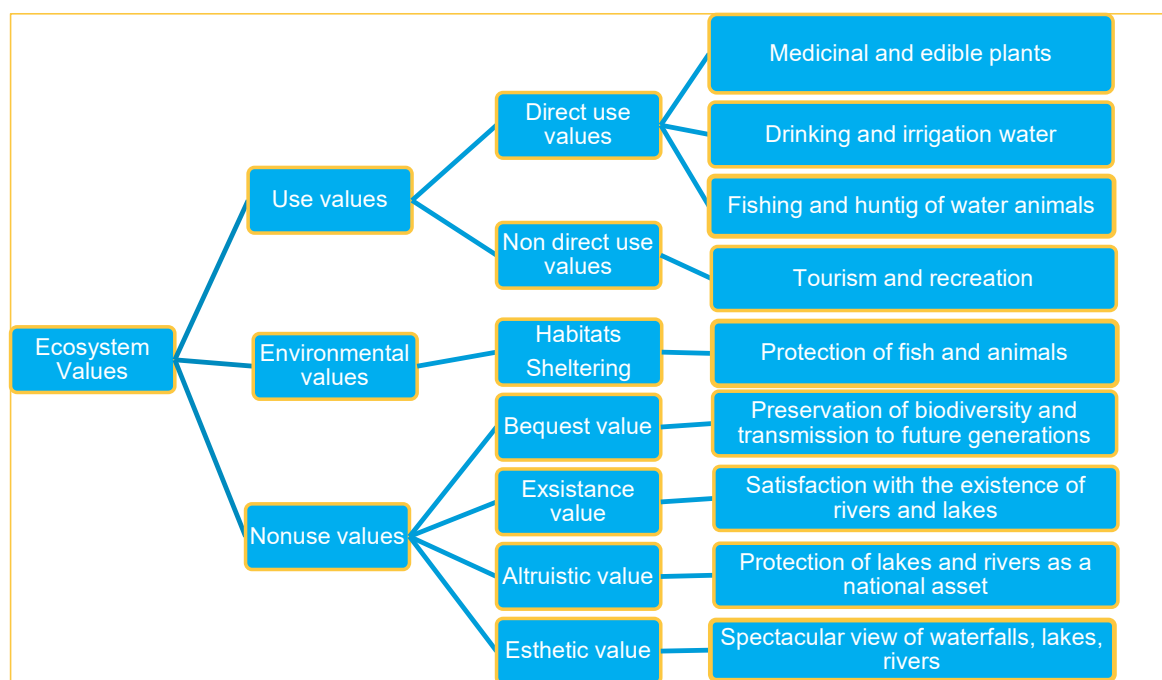 Ecosystem
Values
Use values
Environmental
values
Nonuse values
Direct use
values
Non direct use
values
Habitats
Sheltering
Bequest value
Exsistance
value
Altruistic value
Esthetic value
Medicinal and edible plants
Drinking and irrigation water
Fishing and huntig of water animals
Tourism and recreation
Protection of fish and animals
Preservation of biodiversity and
transmission to future generations
Satisfaction with the existence of
rivers and lakes
Protection of lakes and rivers as a
national asset
Spectacular view of waterfalls, lakes,
rivers